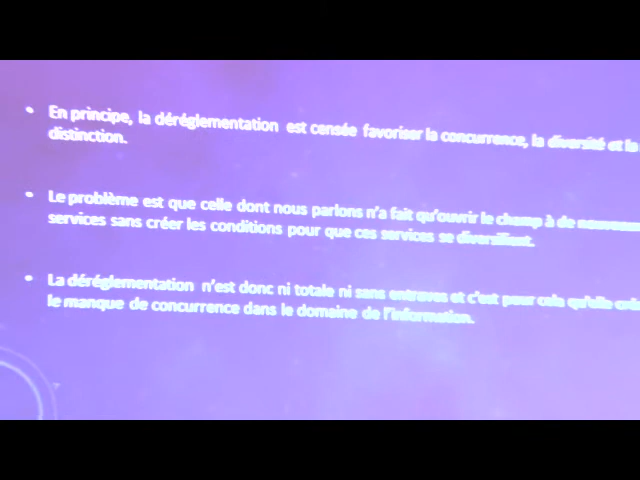 • En principe, la déréglementation est censée favoriser la concurrence, la diversité et la
distinction.
• Le problème est que celle dont nous parlons n'a fait qu'ouvrir le champ à de nouveaux
services sans créer les conditions pour que ces services se diversifient.
• La déréglementation n'est donc ni totale ni sans entraves et c'est pour cela qu'elle
le manque de concurrence dans le domaine de l'information.